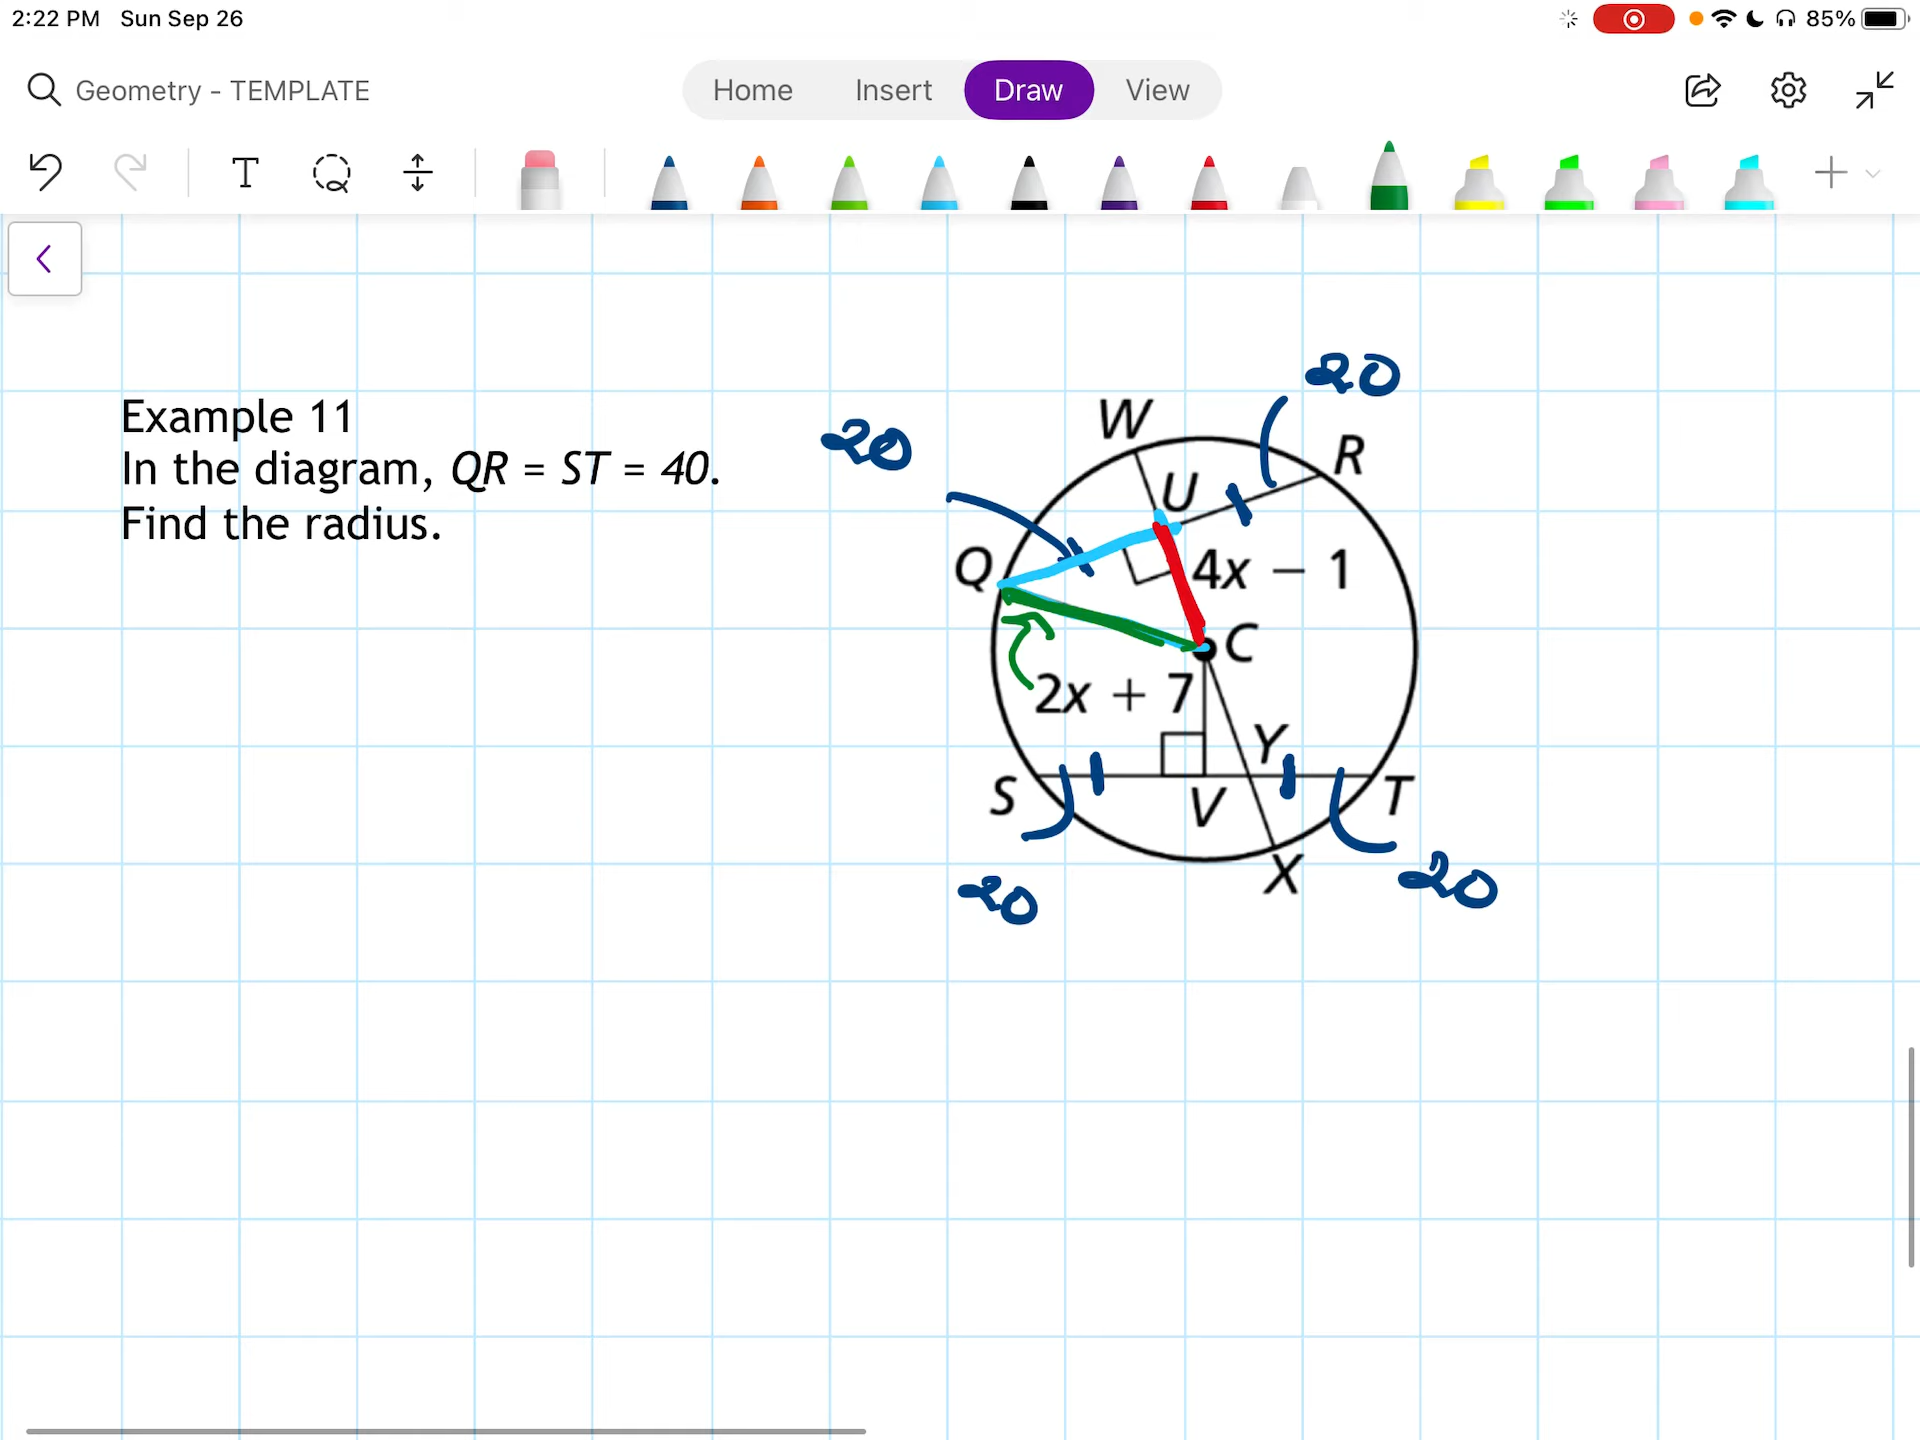 2:22 PM Sun Sep 26
85%
Geometry - TEMPLATE
Home Insert Draw View
T
Example 11
In the diagram, QR = ST = 40.
Find the radius.
20
20
W
R
U
Q
4x − 1
C
2x + 7
Y
S
V
T
X
20
20